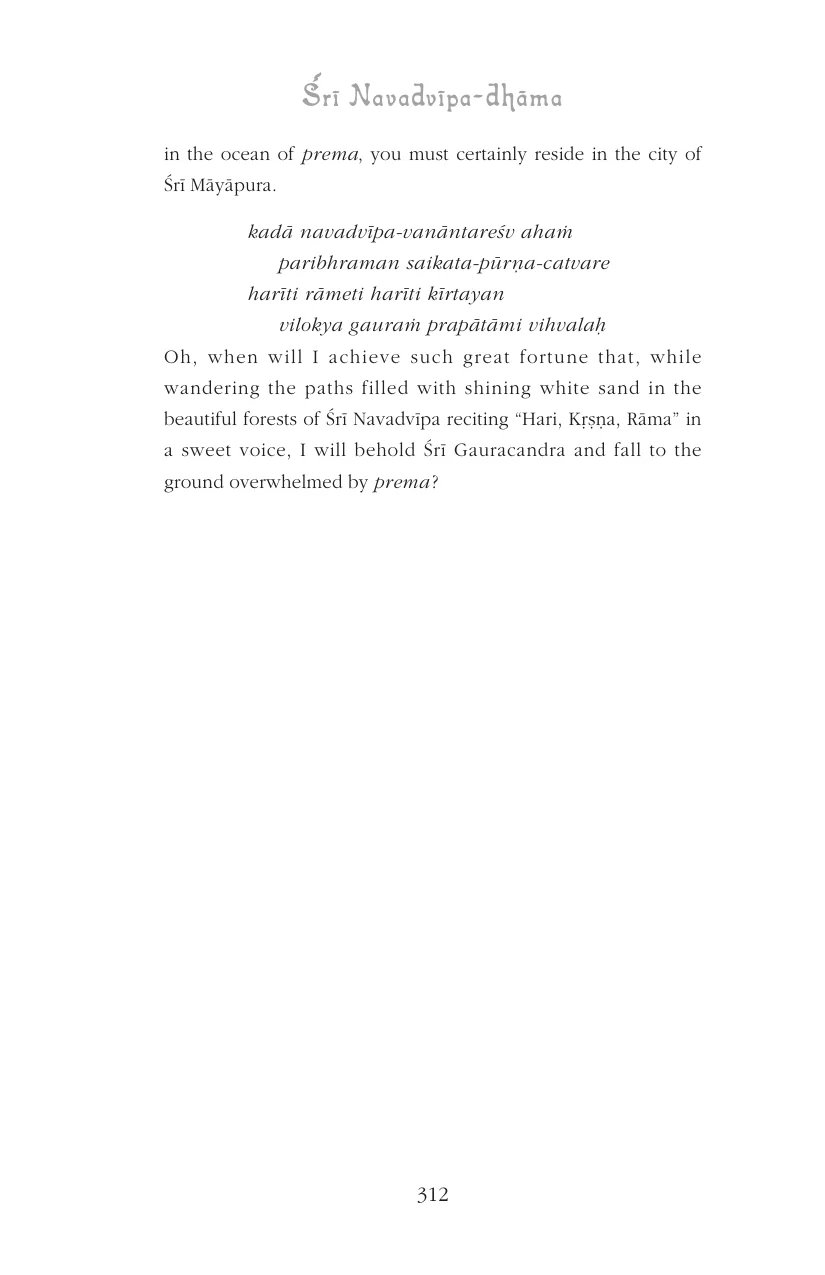 Śrī Navadvīpa-dhāma
in the ocean of prema, you must certainly reside in the city of
Śrī Māyāpura.
kadā navadvīpa-vanāntareśv ahaṁ
paribhraman saikata-pūrṇa-catvare
harīti rāmeti harīti kīrtayan
vilokya gauraṁ prapātāmi vihvalaḥ
Oh, when will I achieve such great fortune that, while
wandering the paths filled with shining white sand in the
beautiful forests of Śrī Navadvīpa reciting “Hari, Kṛṣṇa, Rāma” in
a sweet voice, I will behold Śrī Gauracandra and fall to the
ground overwhelmed by prema?
312